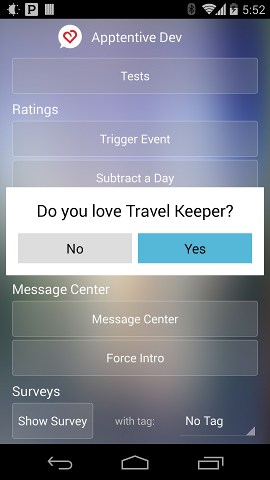 5:52
Apptentive Dev
Tests
Ratings
Trigger Event
Subtract a Day
Do you love Travel Keeper?
No Yes
Message Center
Message Center
Force Intro
Surveys
Show Survey with tag: No Tag